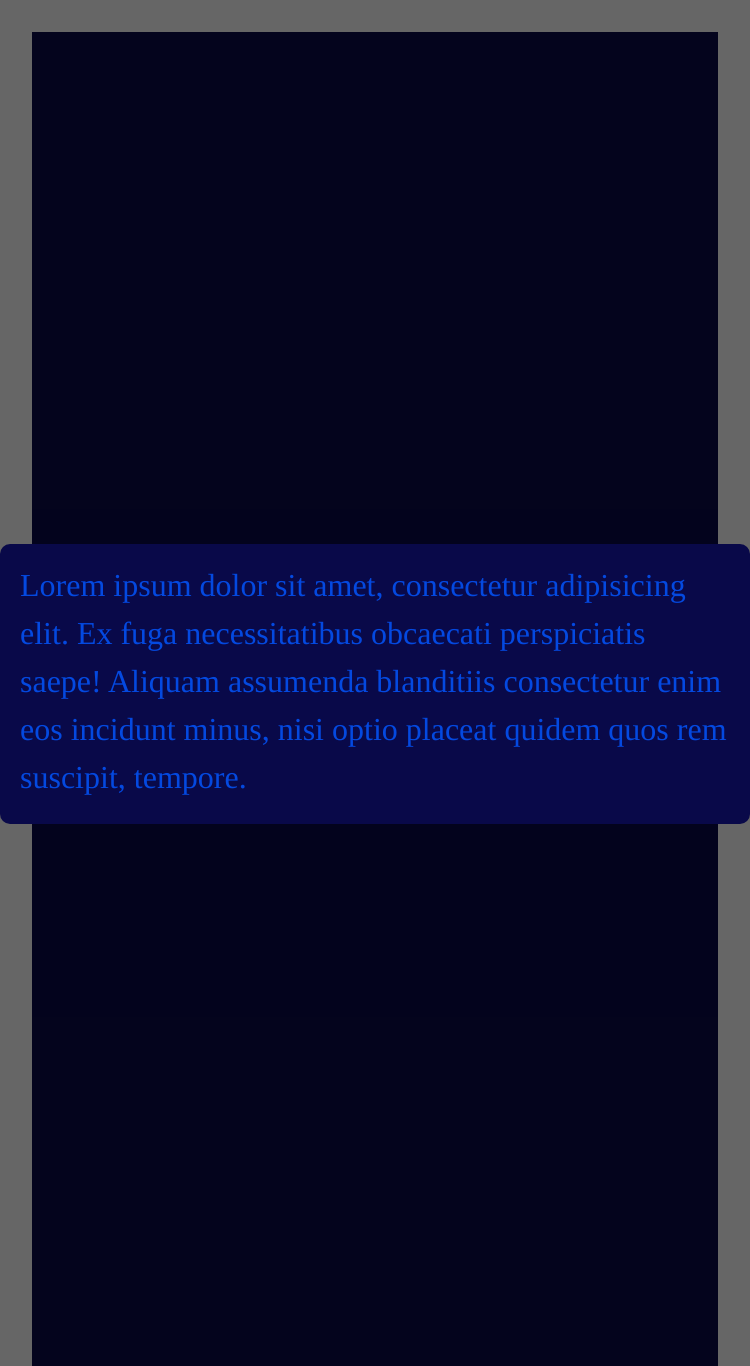 Lorem ipsum dolor sit amet, consectetur adipisicing
elit. Ex fuga necessitatibus obcaecati perspiciatis
saepe! Aliquam assumenda blanditiis consectetur enim
eos incidunt minus, nisi optio placeat quidem quos rem
suscipit, tempore.